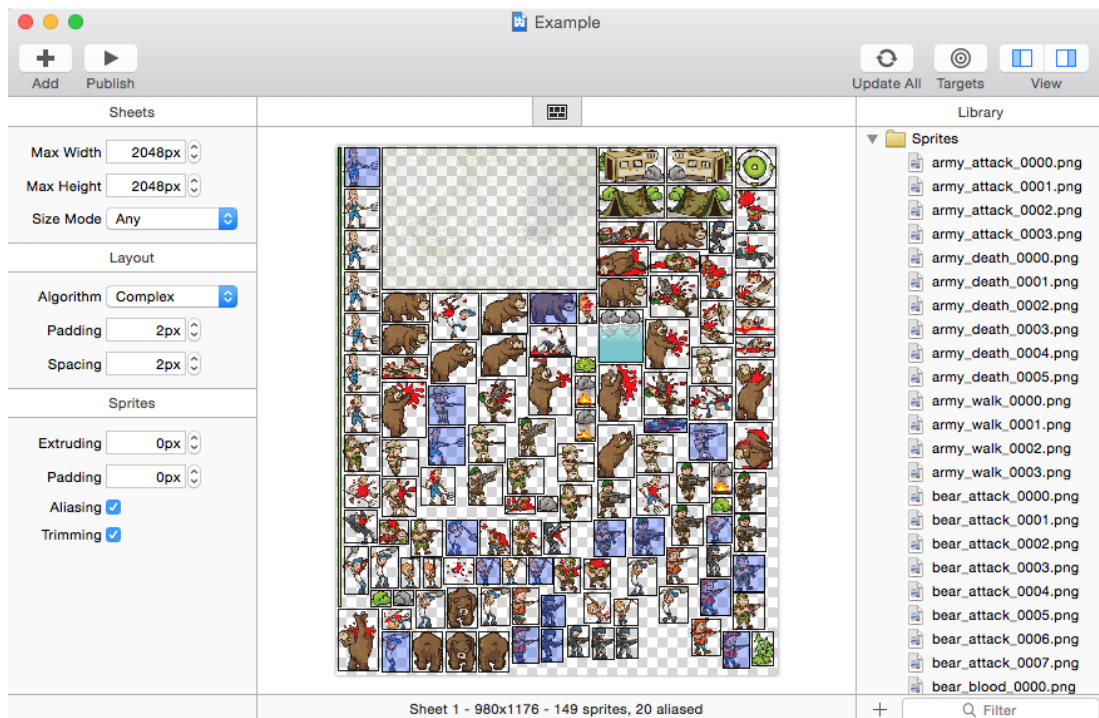 Example
Add
Publish
Update All
Targets
View
Sheets
Max Width 2048px
Max Height 2048px
Size Mode Any
Layout
Algorithm Complex
Padding 2px
Spacing 2px
Sprites
Extruding 0px
Padding 0px
Aliasing
Trimming
Sheet 1 - 980x1176 - 149 sprites, 20 aliased
Library
Sprites
army_attack_0000.png
army_attack_0001.png
army_attack_0002.png
army_attack_0003.png
army_death_0000.png
army_death_0001.png
army_death_0002.png
army_death_0003.png
army_death_0004.png
army_death_0005.png
army_walk_0000.png
army_walk_0001.png
army_walk_0002.png
army_walk_0003.png
bear_attack_0000.png
bear_attack_0001.png
bear_attack_0002.png
bear_attack_0003.png
bear_attack_0004.png
bear_attack_0005.png
bear_attack_0006.png
bear_attack_0007.png
bear_blood_0000.png
Filter